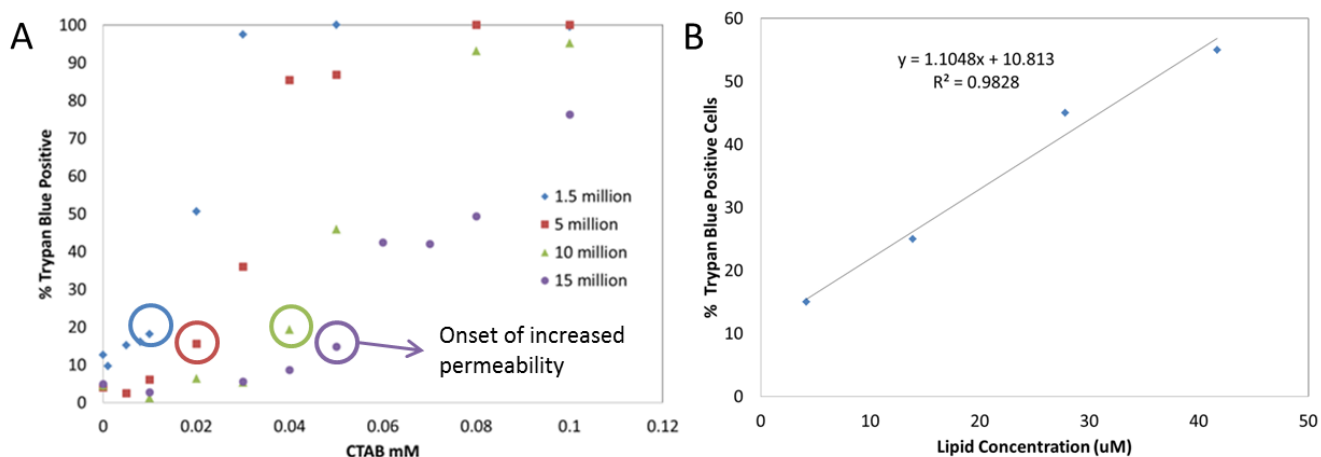 A
100
90
80
70
60
50
40
30
20
10
0
% Trypan Blue Positive
0 0.02 0.04 0.06 0.08 0.1 0.12
CTAB mM
1.5 million
5 million
10 million
15 million
Onset of increased
permeability
B
60
50
40
30
20
10
0
% Trypan Blue Positive Cells
y = 1.1048x + 10.813
R² = 0.9828
0 10 20 30 40 50
Lipid Concentration (uM)